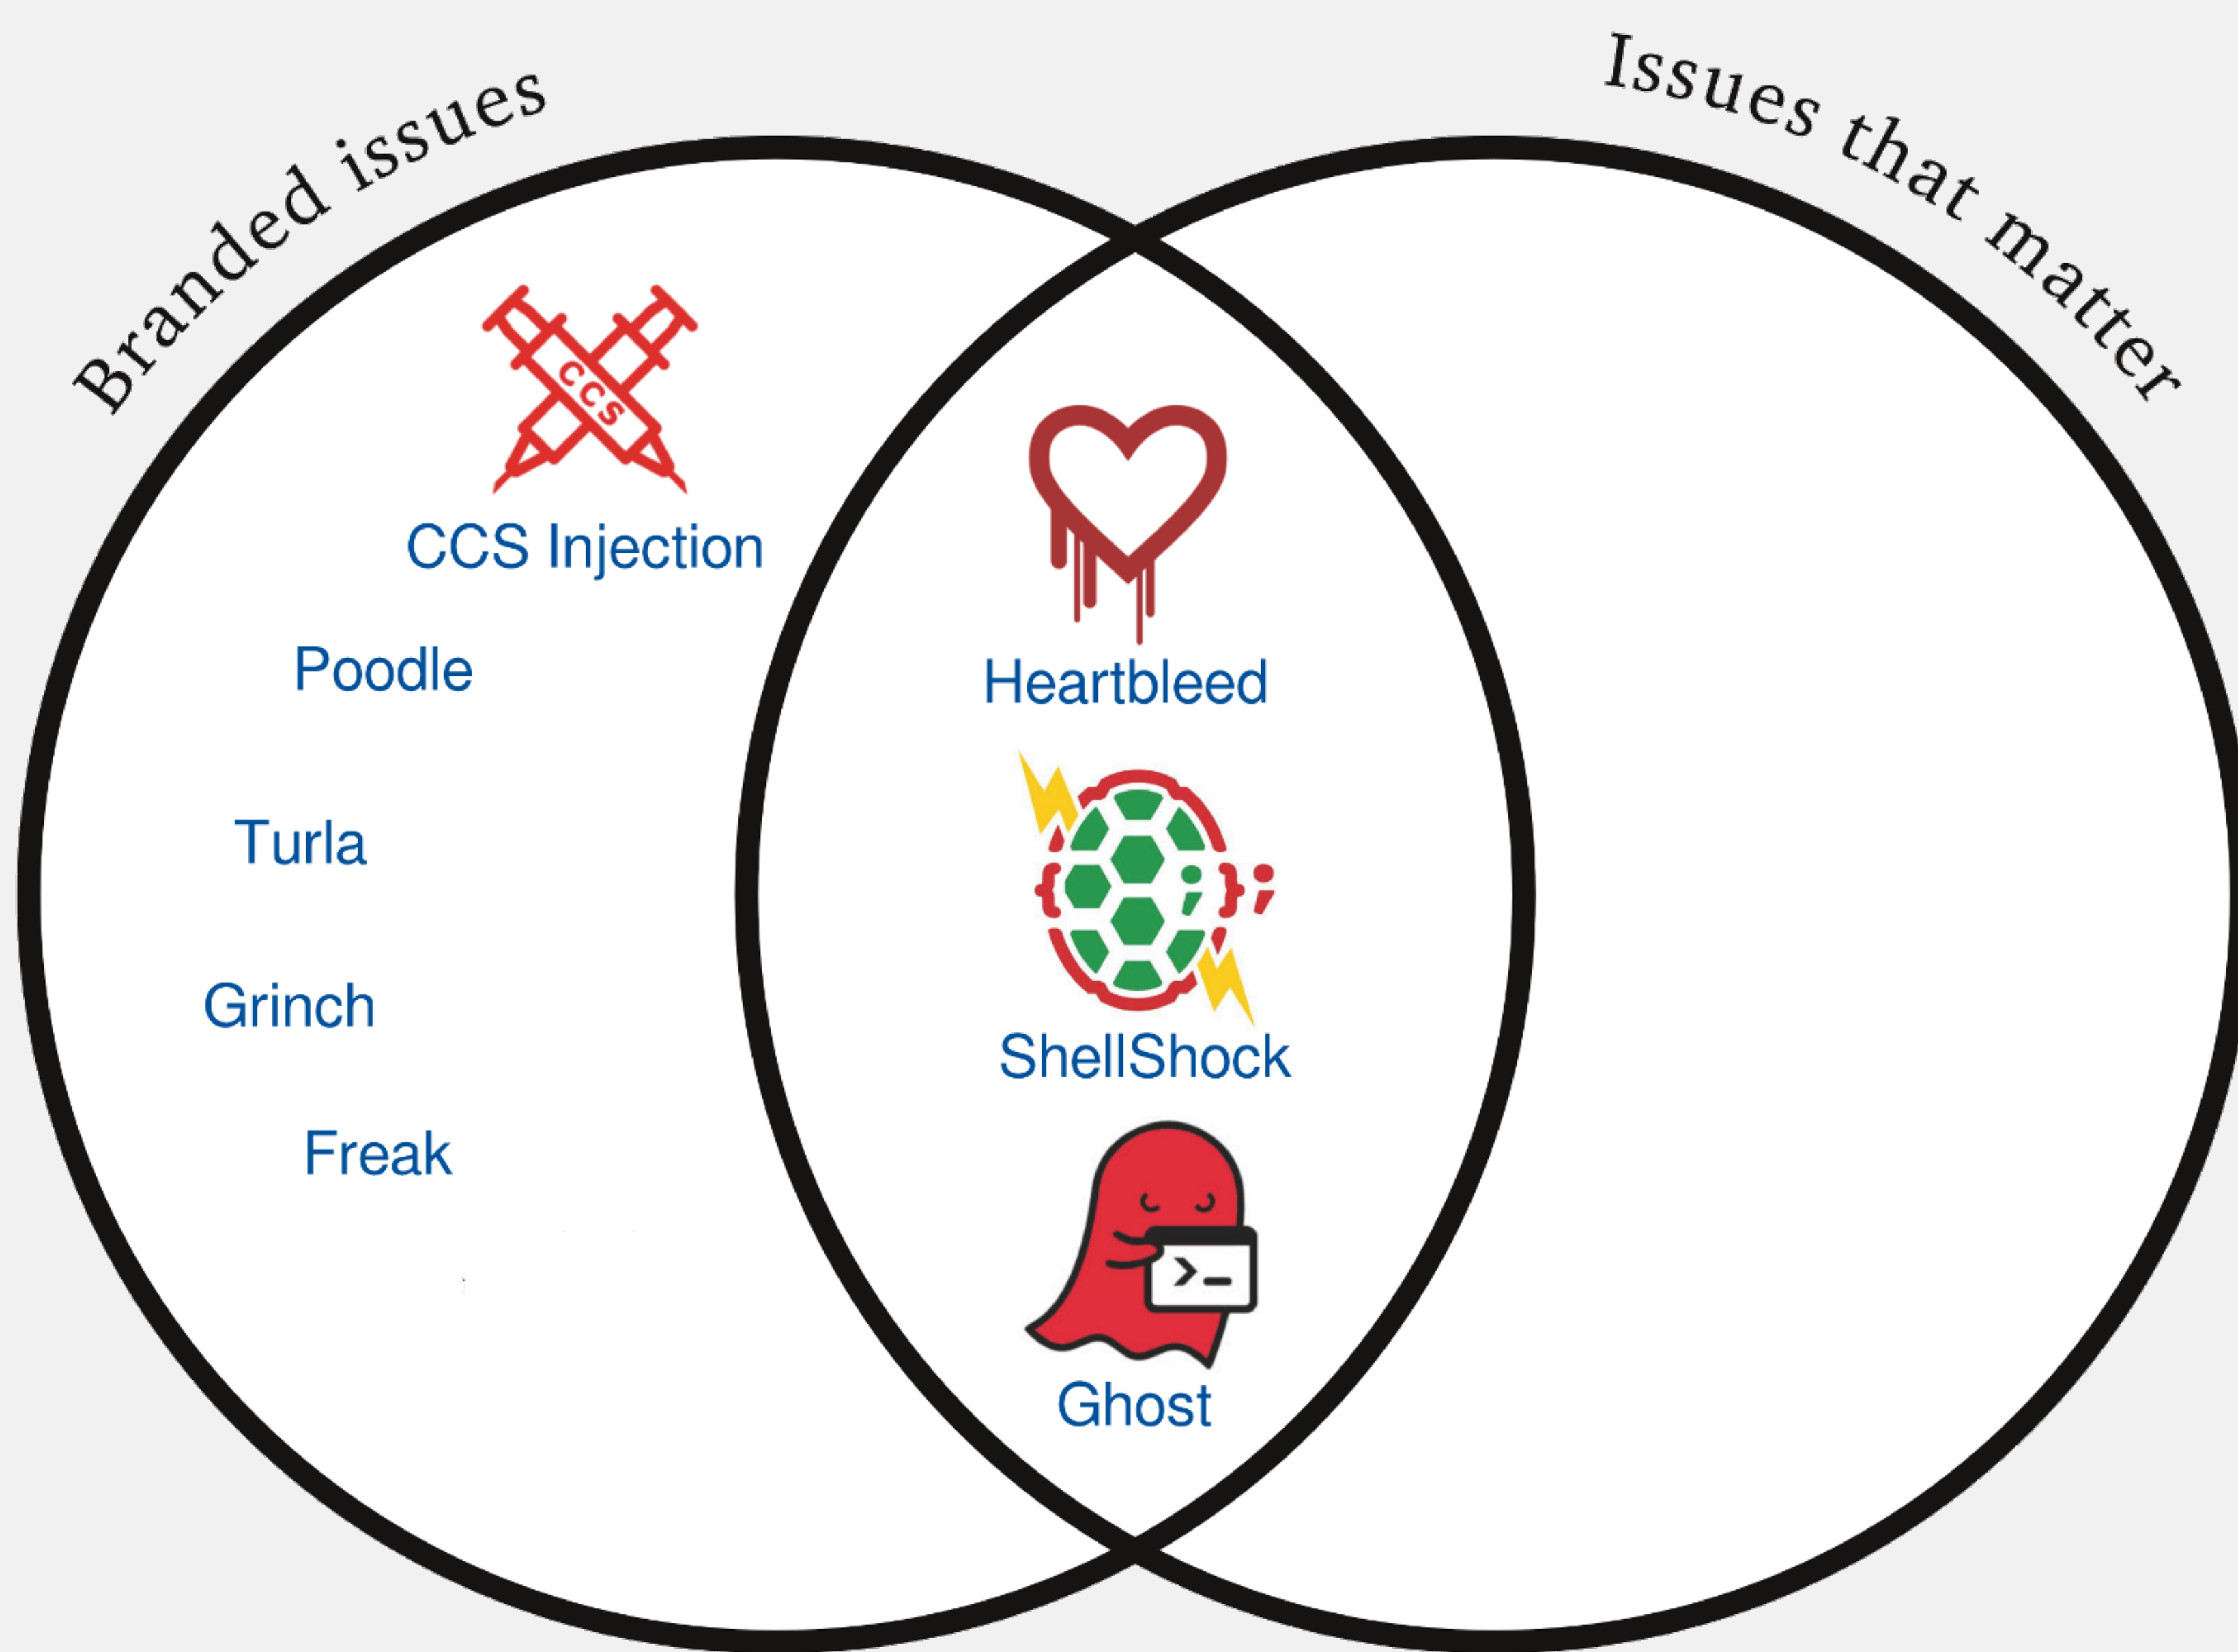 Branded issues
Issues that matter
CCS
CCS Injection
Poodle
Turla
Grinch
Freak
Heartbleed
{ ; };
ShellShock
>_
Ghost